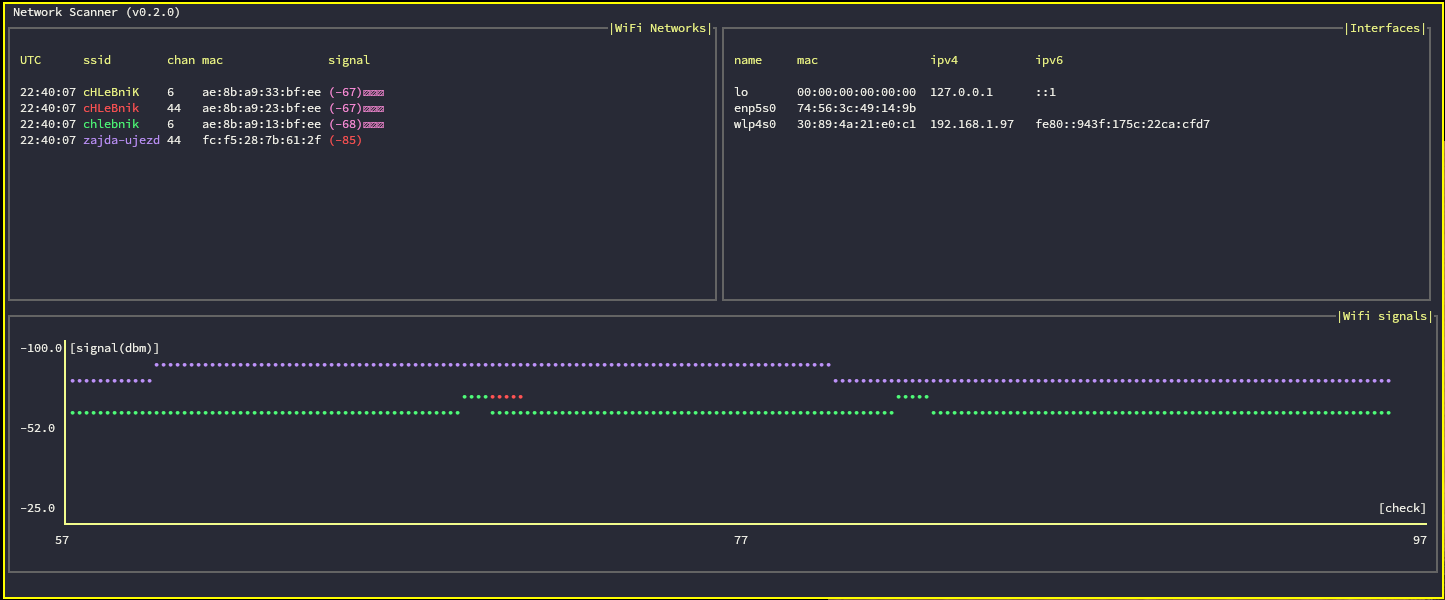 Network Scanner (v0.2.0)
|WiFi Networks|
UTC ssid chan mac signal
22:40:07 cHLeBniK 6 ae:8b:a9:33:bf:ee (-67)
22:40:07 cHLeBnik 44 ae:8b:a9:23:bf:ee (-67)
22:40:07 chlebnik 6 ae:8b:a9:13:bf:ee (-68)
22:40:07 zajda-ujezd 44 fc:f5:28:7b:61:2f (-85)
|Interfaces|
name mac ipv4 ipv6
lo 00:00:00:00:00:00 127.0.0.1 ::1
enp5s0 74:56:3c:49:14:9b
wlp4s0 30:89:4a:21:e0:c1 192.168.1.97 fe80::943f:175c:22ca:cfd7
|Wifi signals|
-100.0 [signal(dbm)]
-52.0
-25.0
[check]
57 77 97